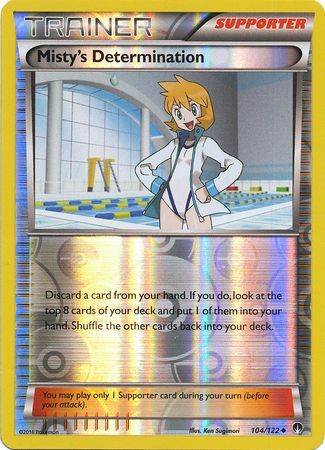 TRAINER
SUPPORTER
Misty's Determination
Discard a card from your hand. If you do, look at the
top 8 cards of your deck and put 1 of them into your
hand. Shuffle the other cards back into your deck.
You may play only 1 Supporter card during your turn (before
your attack).
©2016 Pokémon
Illus. Ken Sugimori
104/122